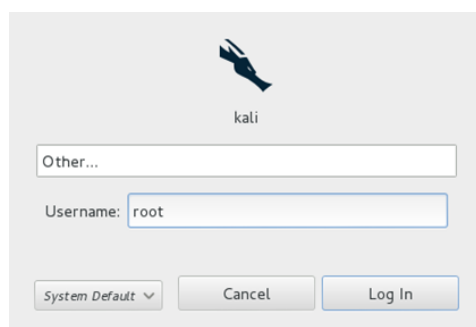 kali
Other...
Username: root
System Default
Cancel
Log In